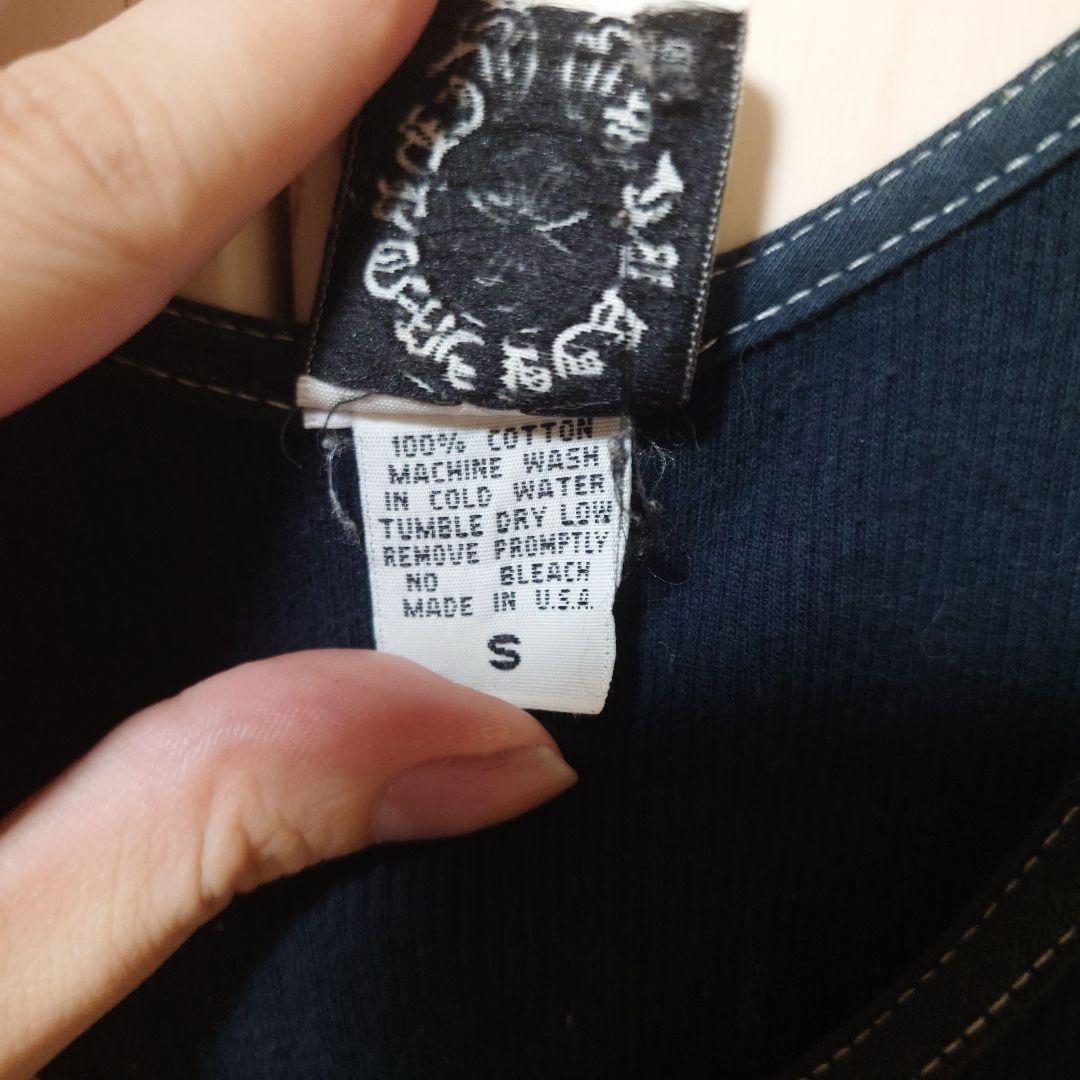 100% COTTON
MACHINE WASH
IN COLD WATER
TUMBLE DRY LOW
REMOVE PROMPTLY
NO BLEACH
MADE IN U.S.A.
S